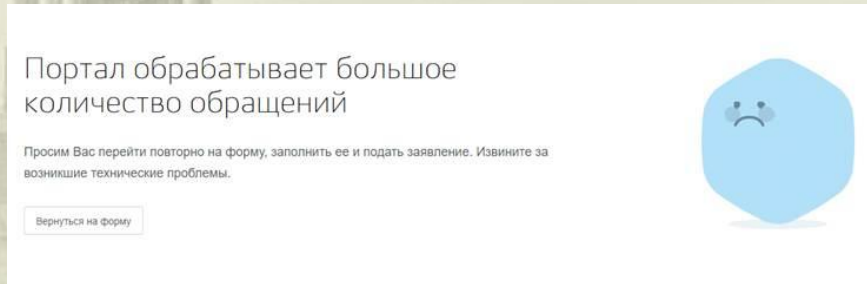 Портал обрабатывает большое
количество обращений
Просим Вас перейти повторно на форму, заполнить ее и подать заявление. Извините за
возникшие технические проблемы.
Вернуться на форму